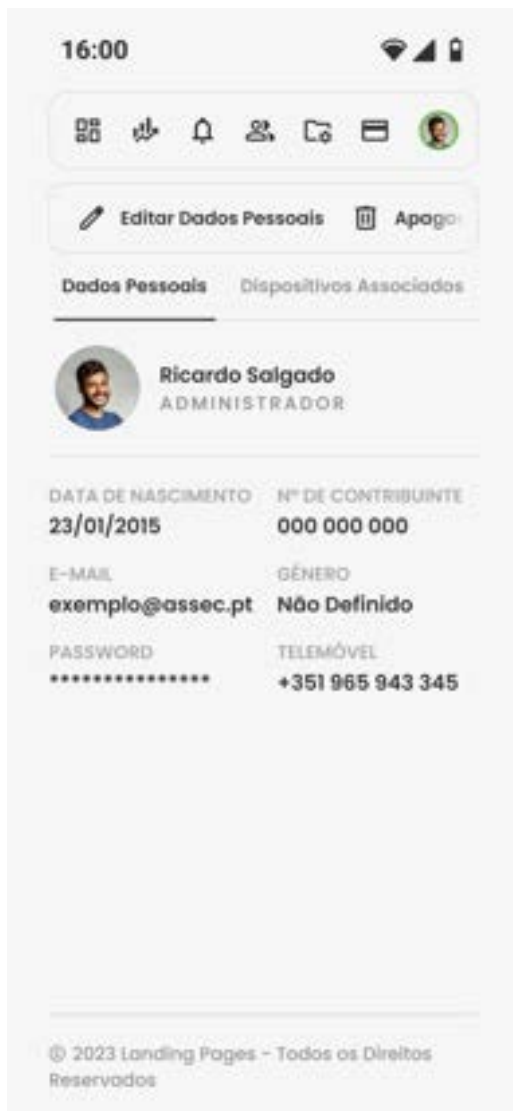 16:00
Editar Dados Pessoais Apagar
Dados Pessoais Dispositivos Associados
Ricardo Salgado
ADMINISTRADOR
DATA DE NASCIMENTO Nº DE CONTRIBUINTE
23/01/2015 000 000 000
E-MAIL GÉNERO
exemplo@assec.pt Não Definido
PASSWORD TELEMÓVEL
*************** +351 965 943 345
© 2023 Landing Pages - Todos os Direitos
Reservados